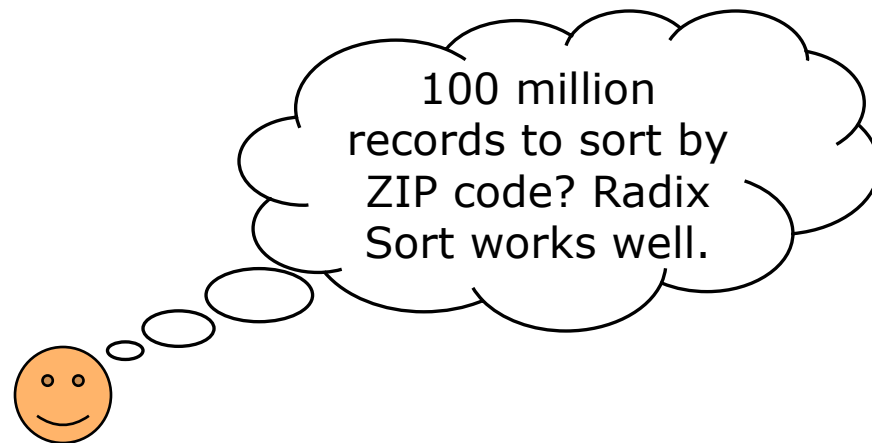 100 million
records to sort by
ZIP code? Radix
Sort works well.